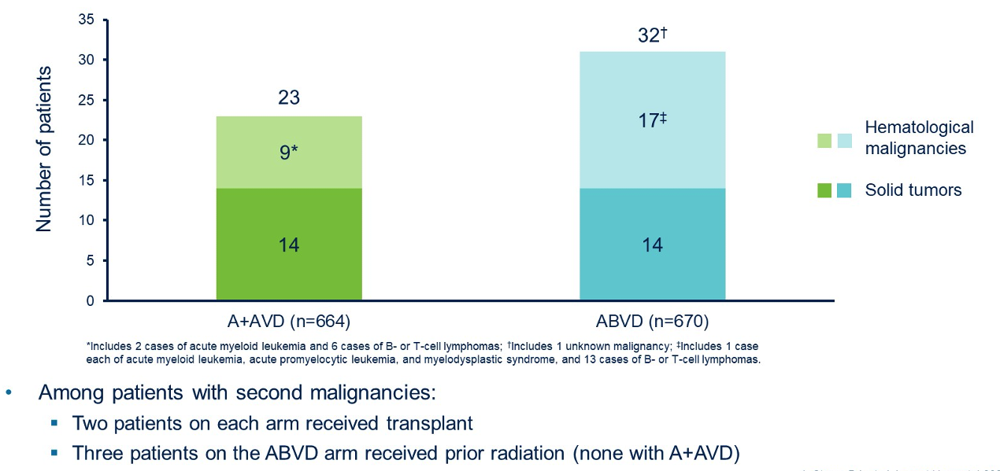 35
30
25
20
15
10
5
0
Number of patients
23
9*
14
32†
17‡
14
A+AVD (n=664)
ABVD (n=670)
Hematological
malignancies
Solid tumors
*Includes 2 cases of acute myeloid leukemia and 6 cases of B- or T-cell lymphomas; †Includes 1 unknown malignancy; ‡Includes 1 case
each of acute myeloid leukemia, acute promyelocytic leukemia, and myelodysplastic syndrome, and 13 cases of B- or T-cell lymphomas.
• Among patients with second malignancies:
▪ Two patients on each arm received transplant
▪ Three patients on the ABVD arm received prior radiation (none with A+AVD)